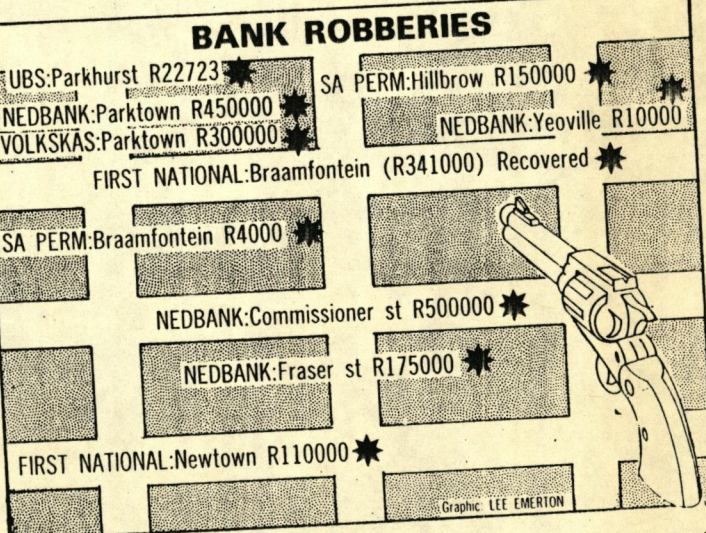 BANK ROBBERIES
UBS:Parkhurst R22723
SA PERM:Hillbrow R150000
NEDBANK:Parktown R450000
NEDBANK:Yeoville R10000
VOLKSKAS:Parktown R300000
FIRST NATIONAL:Braamfontein (R341000) Recovered
SA PERM:Braamfontein R4000
NEDBANK:Commissioner st R500000
NEDBANK:Fraser st R175000
FIRST NATIONAL:Newtown R110000
Graphic: LEE EMERTON